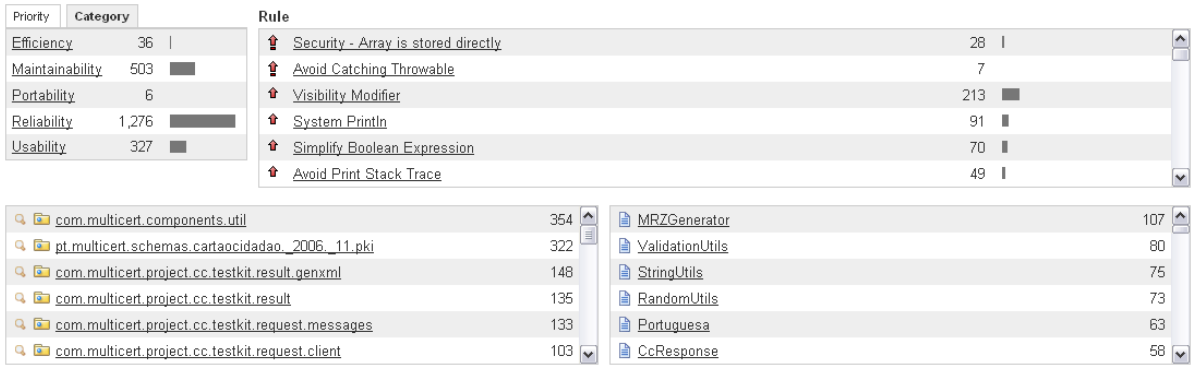 Priority Category Rule
Efficiency 36
Maintainability 503
Portability 6
Reliability 1,276
Usability 327
Security - Array is stored directly 28
Avoid Catching Throwable 7
Visibility Modifier 213
System Println 91
Simplify Boolean Expression 70
Avoid Print Stack Trace 49
com.multicert.components.util 354
pt.multicert.schemas.cartaocidadao._2006._11.pki 322
com.multicert.project.cc.testkit.result.genxml 148
com.multicert.project.cc.testkit.result 135
com.multicert.project.cc.testkit.request.messages 133
com.multicert.project.cc.testkit.request.client 103
MRZGenerator 107
ValidationUtils 80
StringUtils 75
RandomUtils 73
Portuguesa 63
CcResponse 58